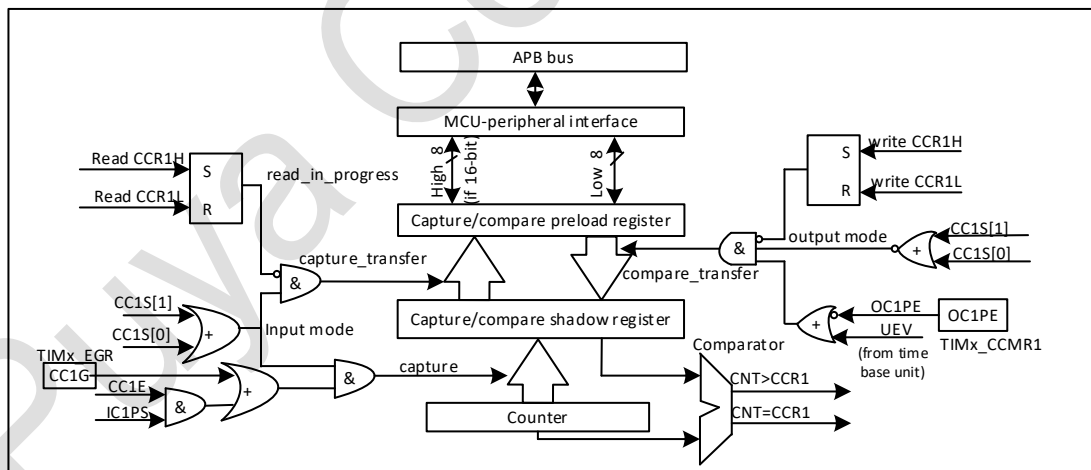 APB bus
MCU-peripheral interface
High 8
(if 16-bit)
Low 8
Read CCR1H
Read CCR1L
S
R
read_in_progress
S
R
write CCR1H
write CCR1L
Capture/compare preload register
&
output mode
+
CC1S[1]
CC1S[0]
capture_transfer
&
compare_transfer
CC1S[1]
CC1S[0]
+
Input mode
Capture/compare shadow register
+
OC1PE
UEV
(from time
base unit)
OC1PE
TIMx_CCMR1
TIMx_EGR
CC1G
CC1E
IC1PS
&
+
&
capture
Counter
Comparator
CNT>CCR1
CNT=CCR1
Puya C